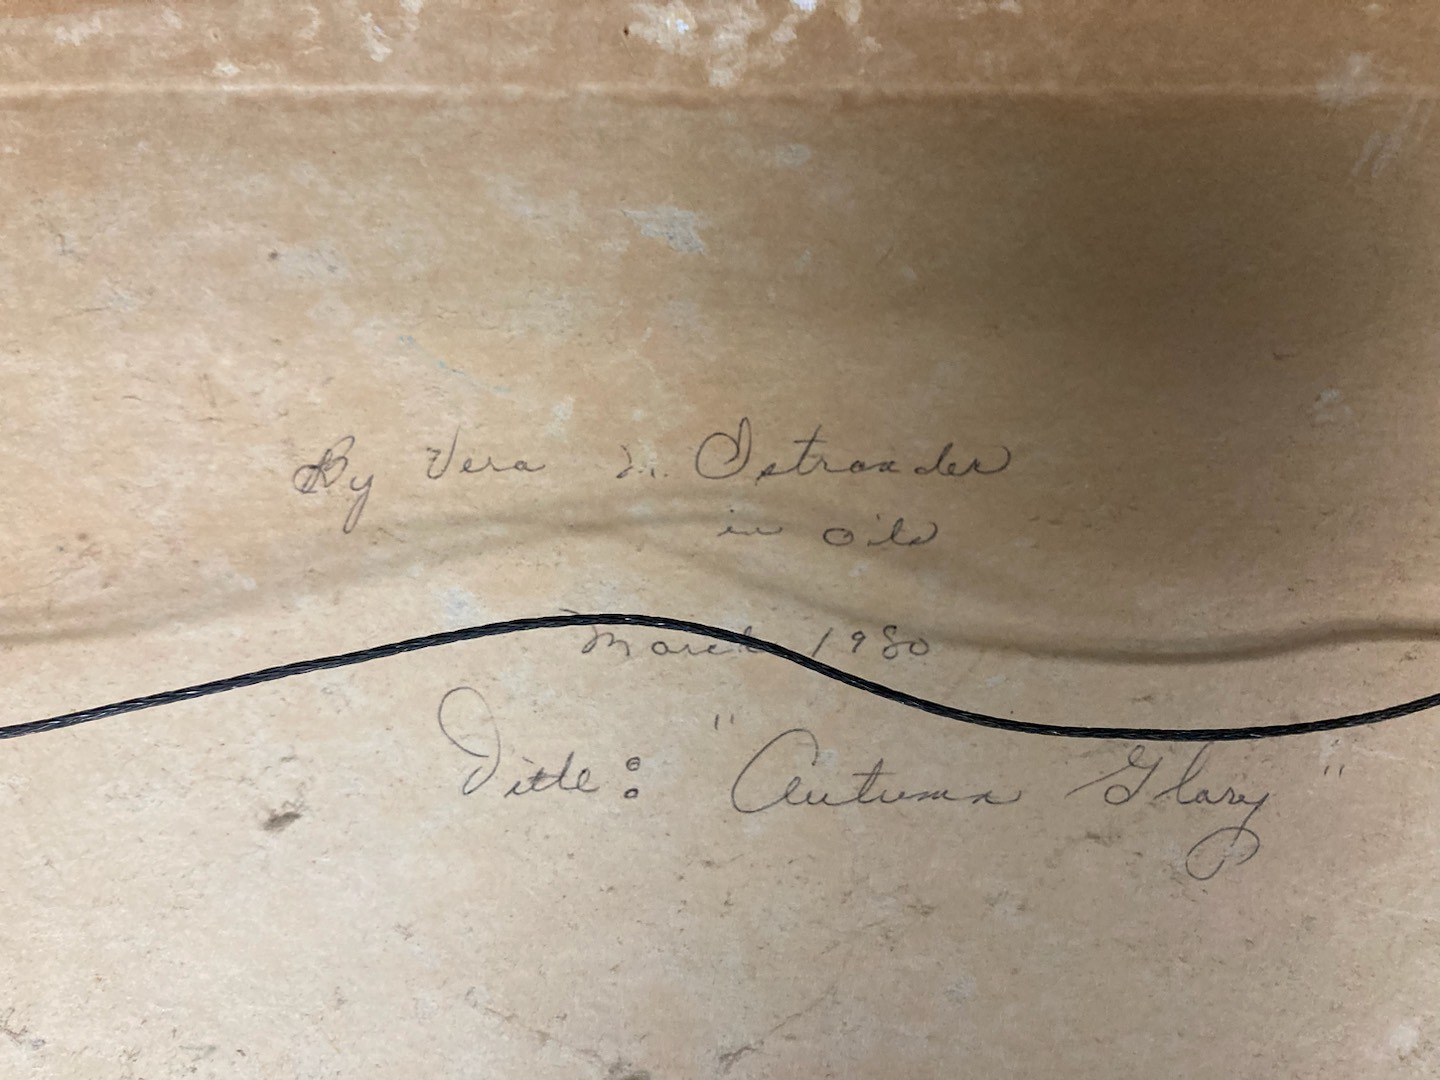 By Vera Ostrander
in oils
March 1980
Title: "Autumn Glory"